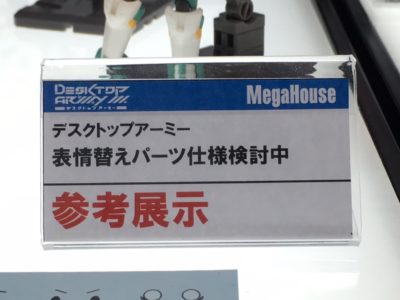 DESKTOP ARMY
デスクトップアーミー
MegaHouse
デスクトップアーミー
表情替えパーツ仕様検討中
参考展示